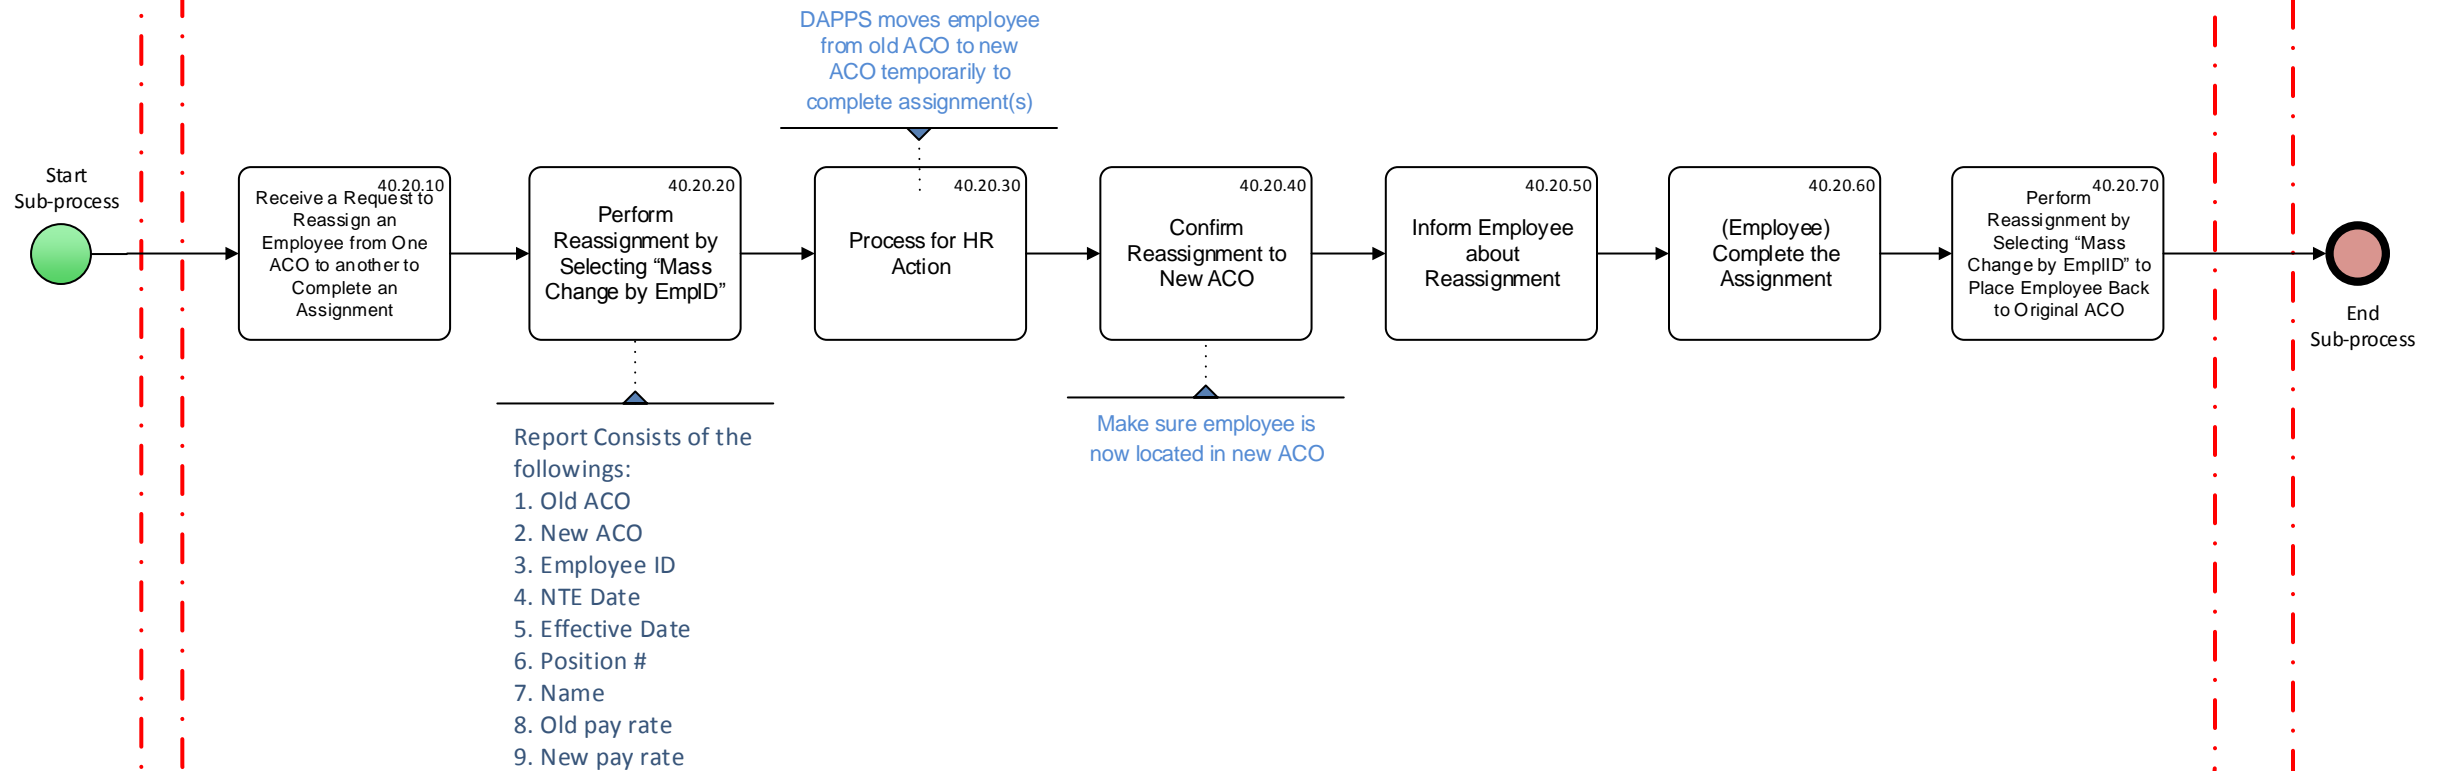 DAPPS moves employee
from old ACO to new
ACO temporarily to
complete assignment(s)
Start
Sub-process
40.20.10
Receive a Request to
Reassign an
Employee from One
ACO to another to
Complete an
Assignment
40.20.20
Perform
Reassignment by
Selecting “Mass
Change by EmpID”
40.20.30
Process for HR
Action
40.20.40
Confirm
Reassignment to
New ACO
40.20.50
Inform Employee
about
Reassignment
40.20.60
(Employee)
Complete the
Assignment
40.20.70
Perform
Reassignment by
Selecting “Mass
Change by EmplID” to
Place Employee Back
to Original ACO
End
Sub-process
Report Consists of the
followings:
1. Old ACO
2. New ACO
3. Employee ID
4. NTE Date
5. Effective Date
6. Position #
7. Name
8. Old pay rate
9. New pay rate
Make sure employee is
now located in new ACO